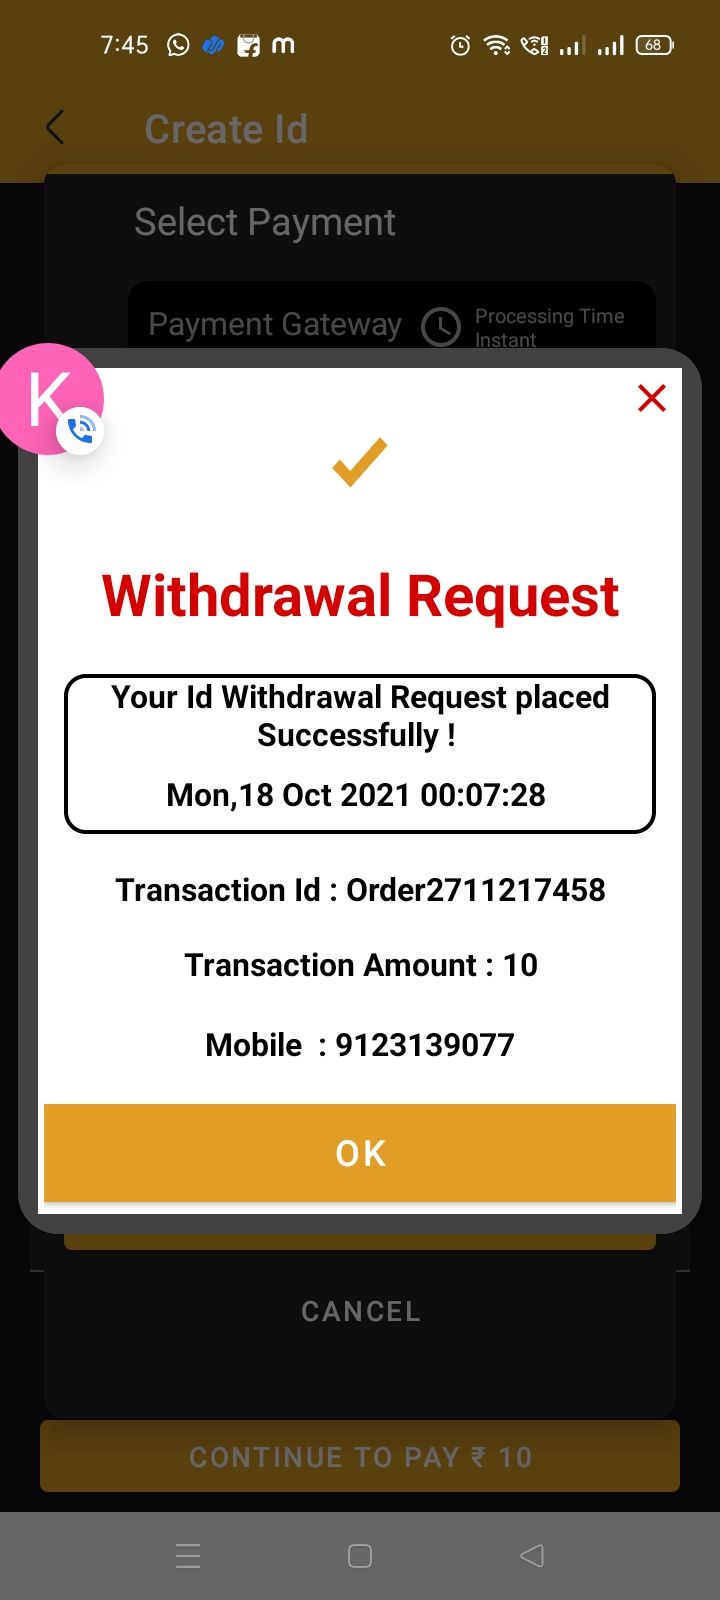 7:45
68
Create Id
Select Payment
Payment Gateway
Processing Time
Instant
K
Withdrawal Request
Your Id Withdrawal Request placed
Successfully !
Mon,18 Oct 2021 00:07:28
Transaction Id : Order2711217458
Transaction Amount : 10
Mobile : 9123139077
OK
CANCEL
CONTINUE TO PAY ₹ 10